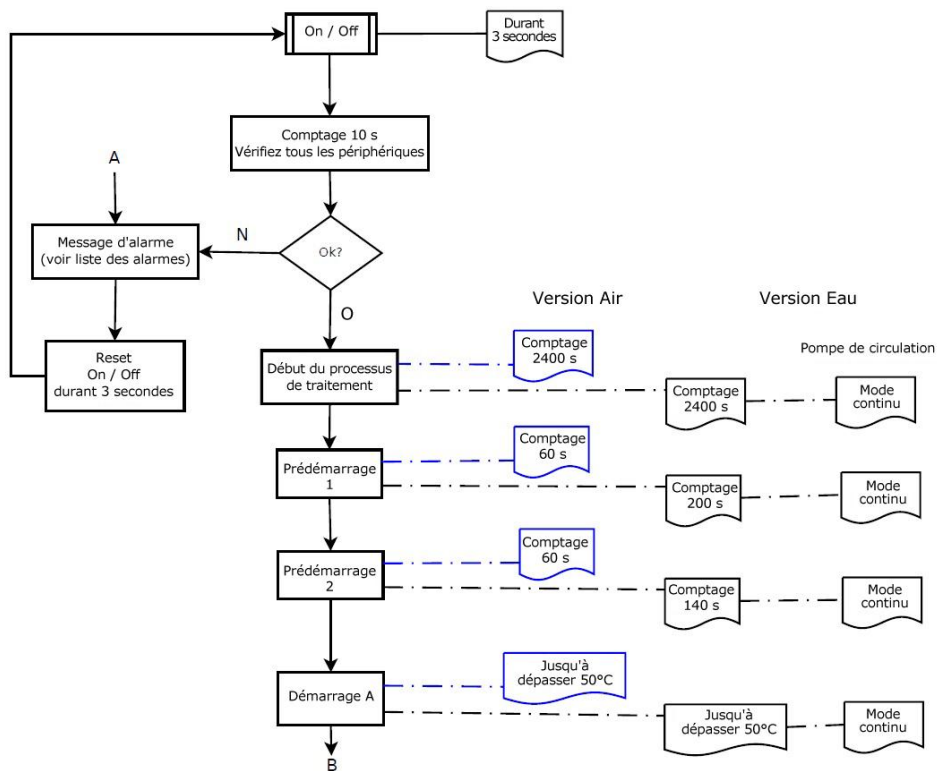 On / Off
Durant
3 secondes
Comptage 10 s
Vérifiez tous les périphériques
A
Message d'alarme
(voir liste des alarmes)
N
Ok?
O
Reset
On / Off
durant 3 secondes
Version Air
Version Eau
Pompe de circulation
Début du processus
de traitement
Comptage
2400 s
Comptage
2400 s
Mode
continu
Prédémarrage
1
Comptage
60 s
Comptage
200 s
Mode
continu
Prédémarrage
2
Comptage
60 s
Comptage
140 s
Mode
continu
Démarrage A
Jusqu'à
dépasser 50°C
Jusqu'à
dépasser 50°C
Mode
continu
B